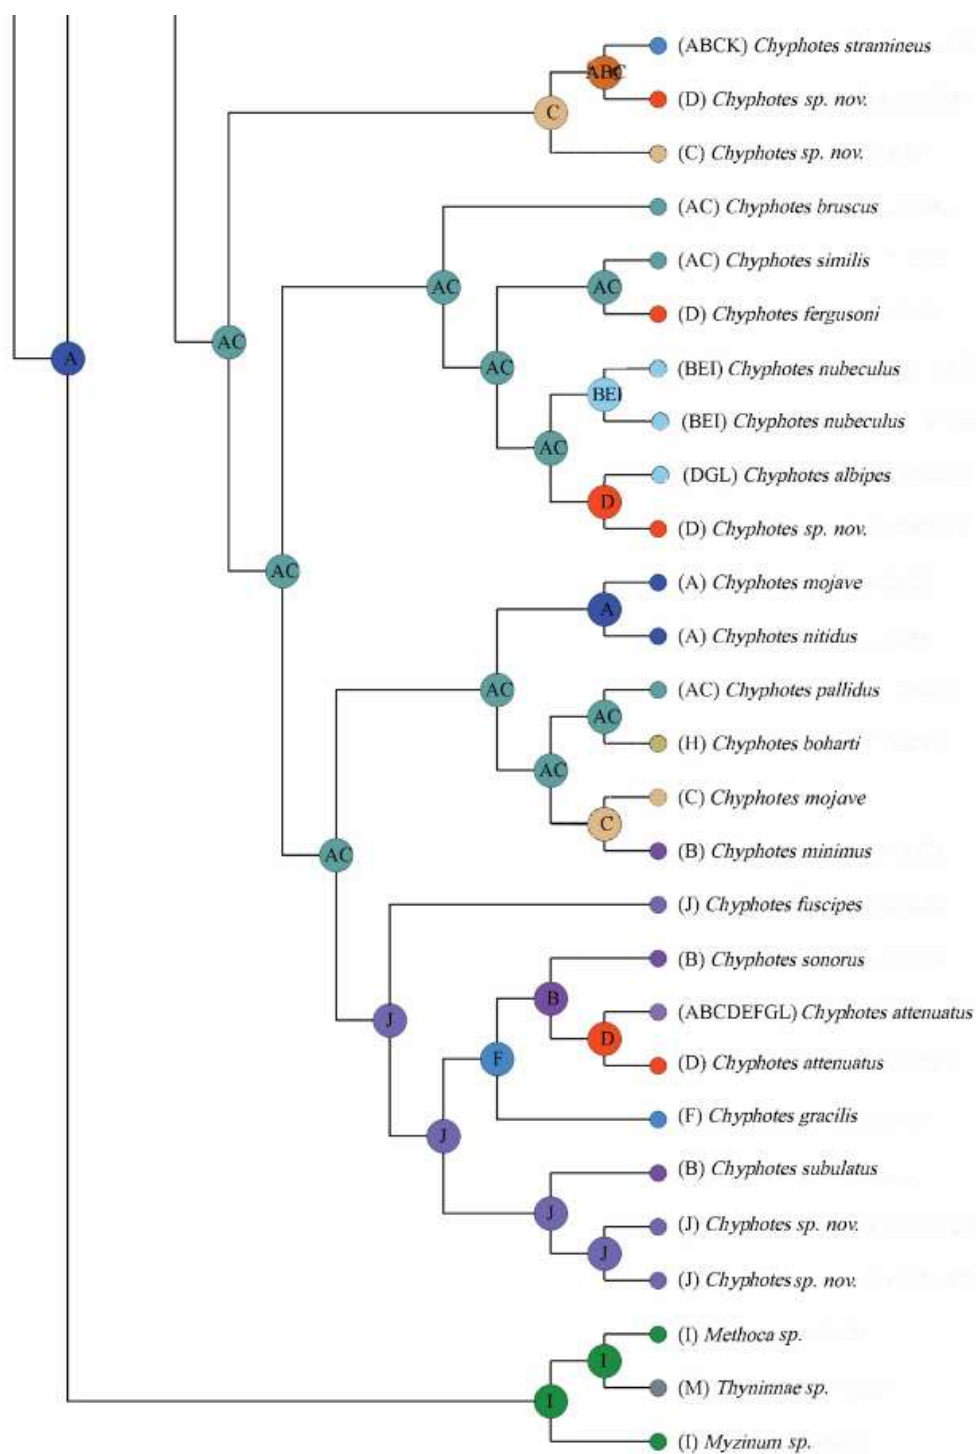 (ABCK) Chyphotes stramineus
ABC
(D) Chyphotes sp. nov.
C
(C) Chyphotes sp. nov.
(AC) Chyphotes bruscus
(AC) Chyphotes similis
AC
AC
(D) Chyphotes fergusoni
AC
A
AC
(BEI) Chyphotes nubeculus
BEI
(BEI) Chyphotes nubeculus
AC
(DGL) Chyphotes albipes
D
(D) Chyphotes sp. nov.
AC
(A) Chyphotes mojave
A
(A) Chyphotes nitidus
AC
(AC) Chyphotes pallidus
AC
(H) Chyphotes boharti
AC
(C) Chyphotes mojave
C
(B) Chyphotes minimus
AC
(J) Chyphotes fuscipes
(B) Chyphotes sonorus
B
(ABCDEFGL) Chyphotes attenuatus
J
D
F
(D) Chyphotes attenuatus
(F) Chyphotes gracilis
J
(B) Chyphotes subulatus
J
(J) Chyphotes sp. nov.
J
(J) Chyphotes sp. nov.
(I) Methoca sp.
I
(M) Thyninnae sp.
I
(I) Myzinum sp.